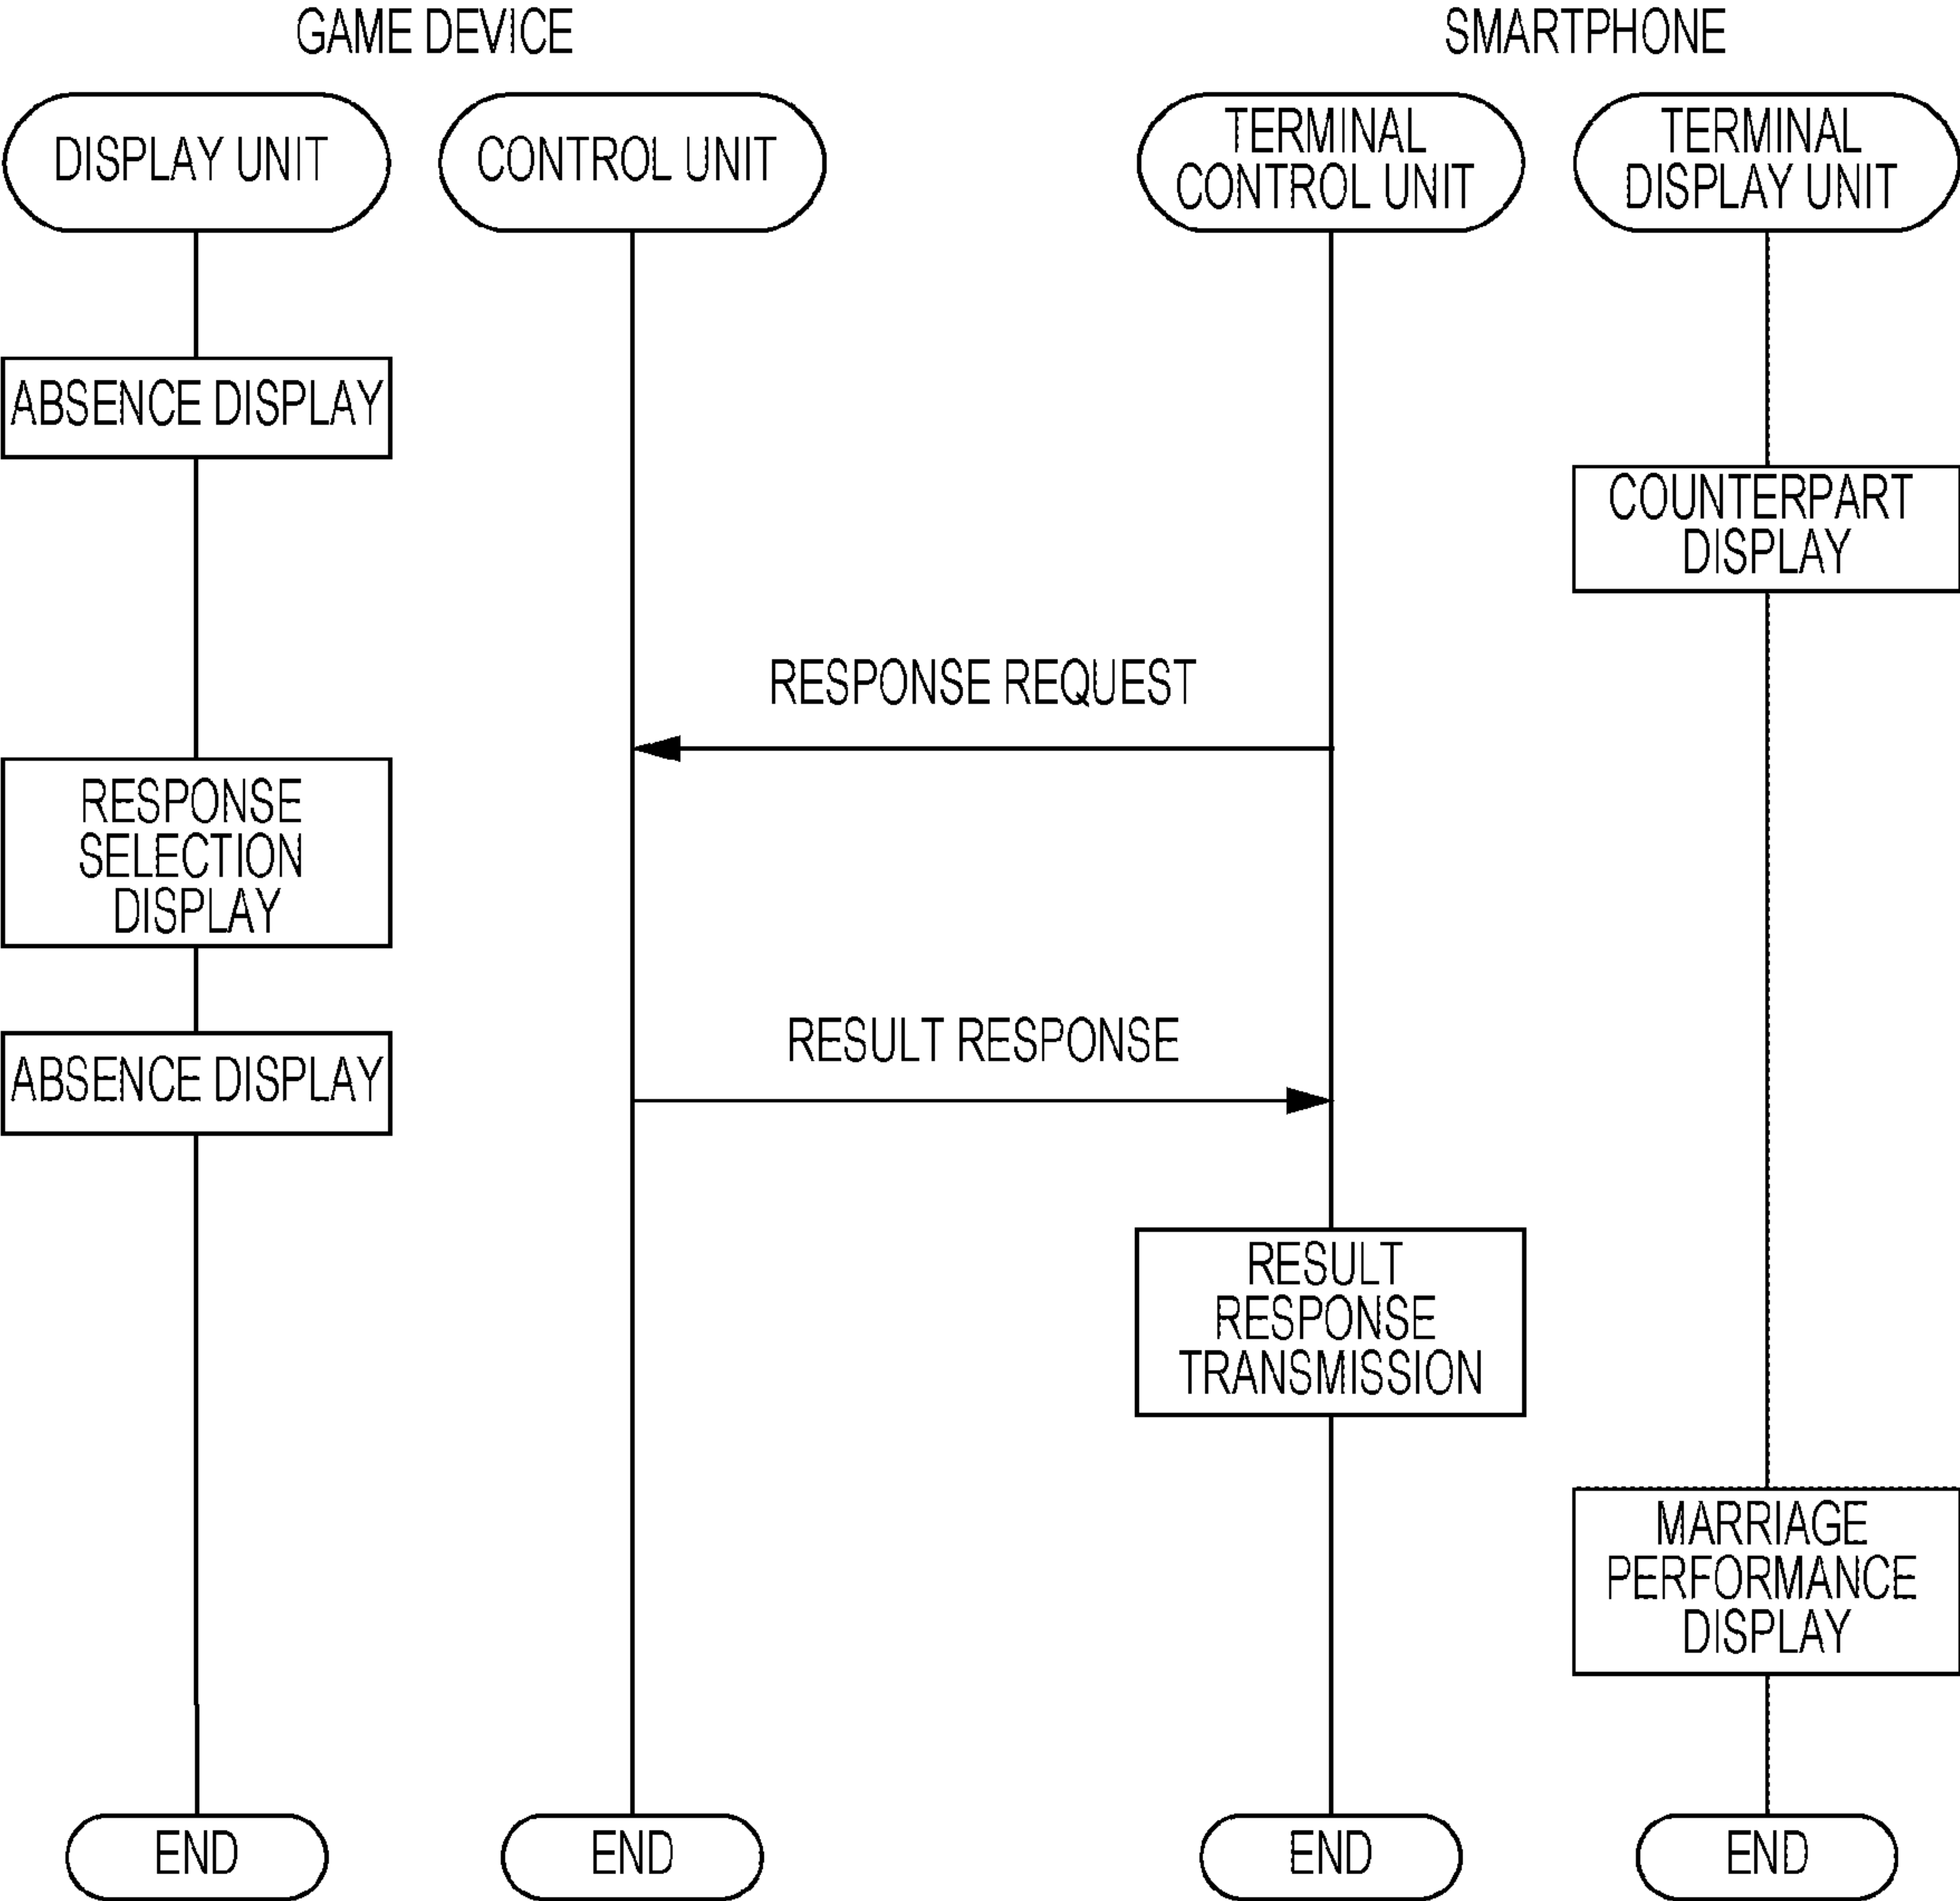 GAME DEVICE
SMARTPHONE
DISPLAY UNIT
CONTROL UNIT
TERMINAL
CONTROL UNIT
TERMINAL
DISPLAY UNIT
ABSENCE DISPLAY
COUNTERPART
DISPLAY
RESPONSE REQUEST
RESPONSE
SELECTION
DISPLAY
RESULT RESPONSE
ABSENCE DISPLAY
RESULT
RESPONSE
TRANSMISSION
MARRIAGE
PERFORMANCE
DISPLAY
END
END
END
END